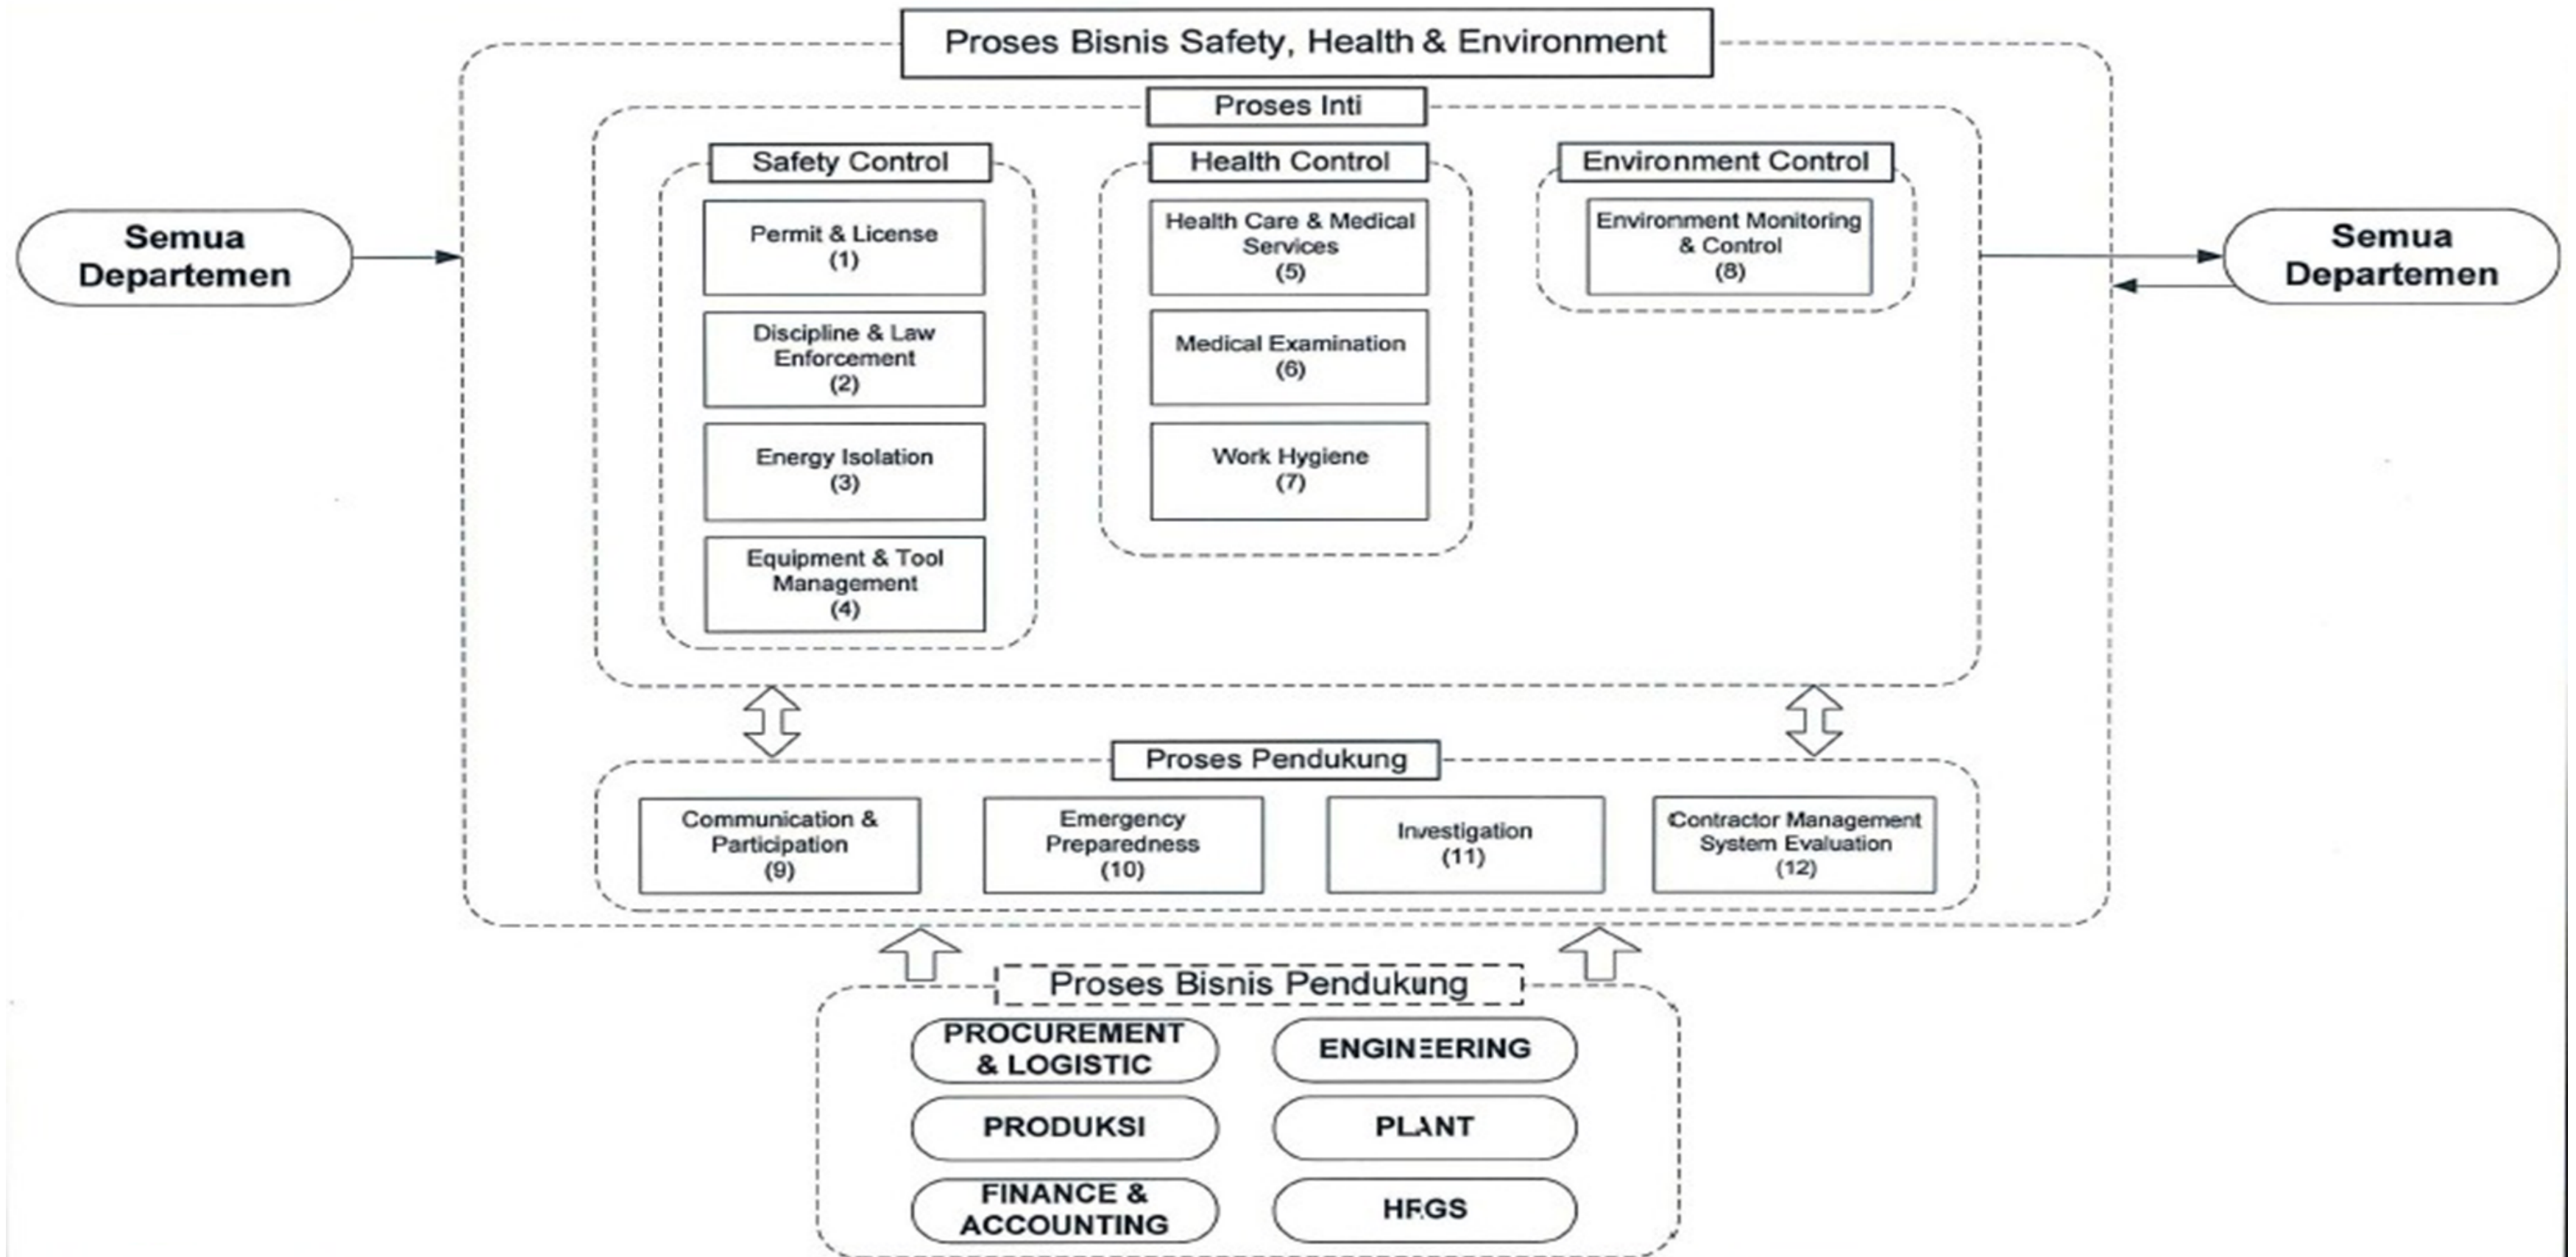 Proses Bisnis Safety, Health & Environment
Proses Inti
Semua
Departemen
Safety Control
Permit & License
(1)
Discipline & Law
Enforcement
(2)
Energy Isolation
(3)
Equipment & Tool
Management
(4)
Health Control
Health Care & Medical
Services
(5)
Medical Examination
(6)
Work Hygiene
(7)
Environment Control
Environment Monitoring
& Control
(8)
Semua
Departemen
Proses Pendukung
Communication &
Participation
(9)
Emergency
Preparedness
(10)
Investigation
(11)
Contractor Management
System Evaluation
(12)
Proses Bisnis Pendukung
PROCUREMENT
& LOGISTIC
ENGINEERING
PRODUKSI
PLANT
FINANCE &
ACCOUNTING
HRGS